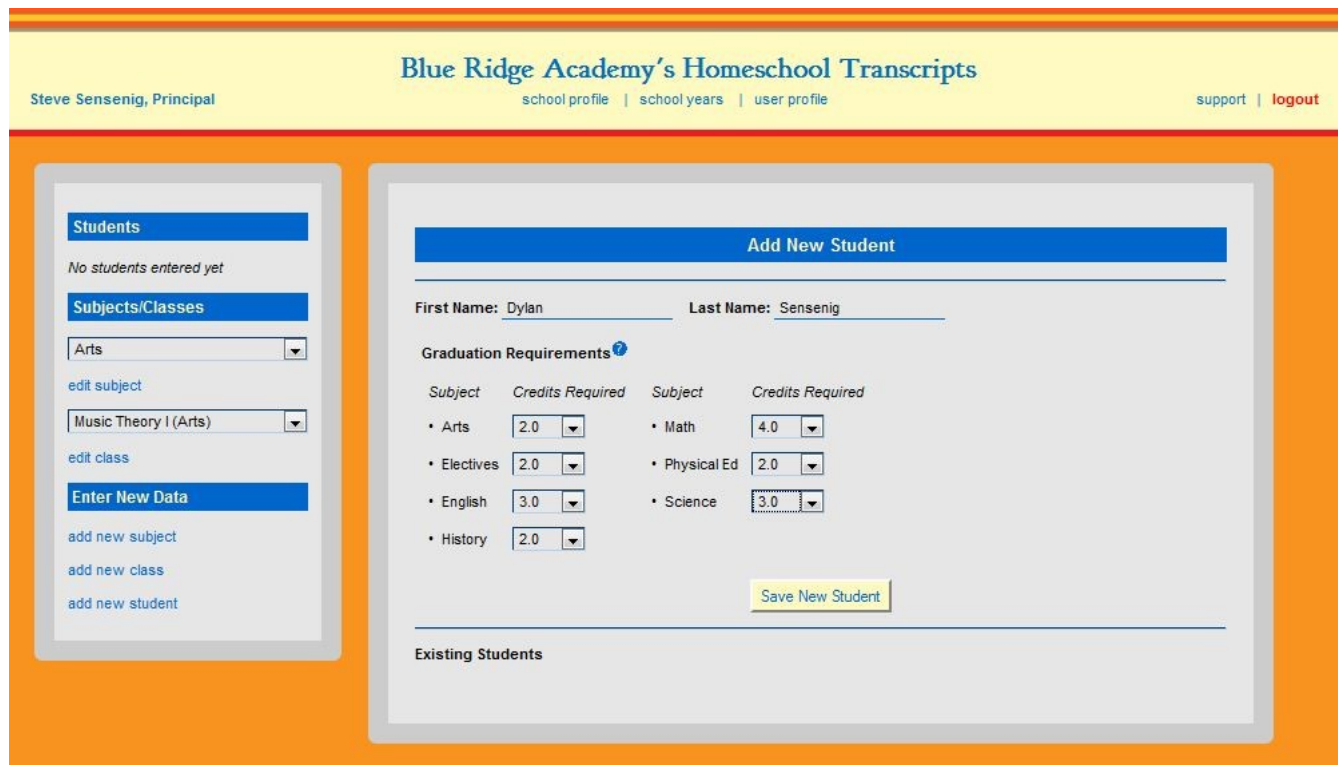 Blue Ridge Academy's Homeschool Transcripts
Steve Sensenig, Principal
school profile | school years | user profile
support | logout
Students
No students entered yet
Subjects/Classes
Arts
edit subject
Music Theory I (Arts)
edit class
Enter New Data
add new subject
add new class
add new student
Add New Student
First Name: Dylan Last Name: Sensenig
Graduation Requirements?
Subject Credits Required Subject Credits Required
• Arts 2.0 • Math 4.0
• Electives 2.0 • Physical Ed 2.0
• English 3.0 • Science 3.0
• History 2.0
Save New Student
Existing Students